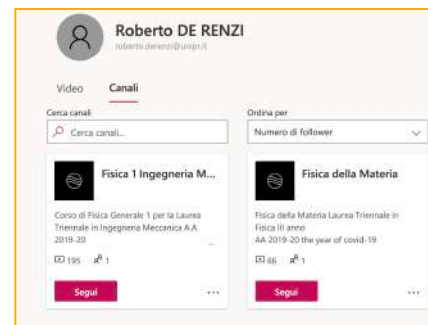 Roberto DE RENZI
roberto.derenzi@unipr.it
Video Canali
Cerca canali
Cerca canali...
Ordina per
Numero di follower
Fisica 1 Ingegneria M...
Corso di Fisica Generale 1 per la Laurea
Triennale in Ingegneria Meccanica A.A.
2019-20
...
195 1
Segui
...
Fisica della Materia
Fisica della Materia Laurea Triennale in
Fisica III anno
AA 2019-20 the year of covid-19
66 1
Segui
...